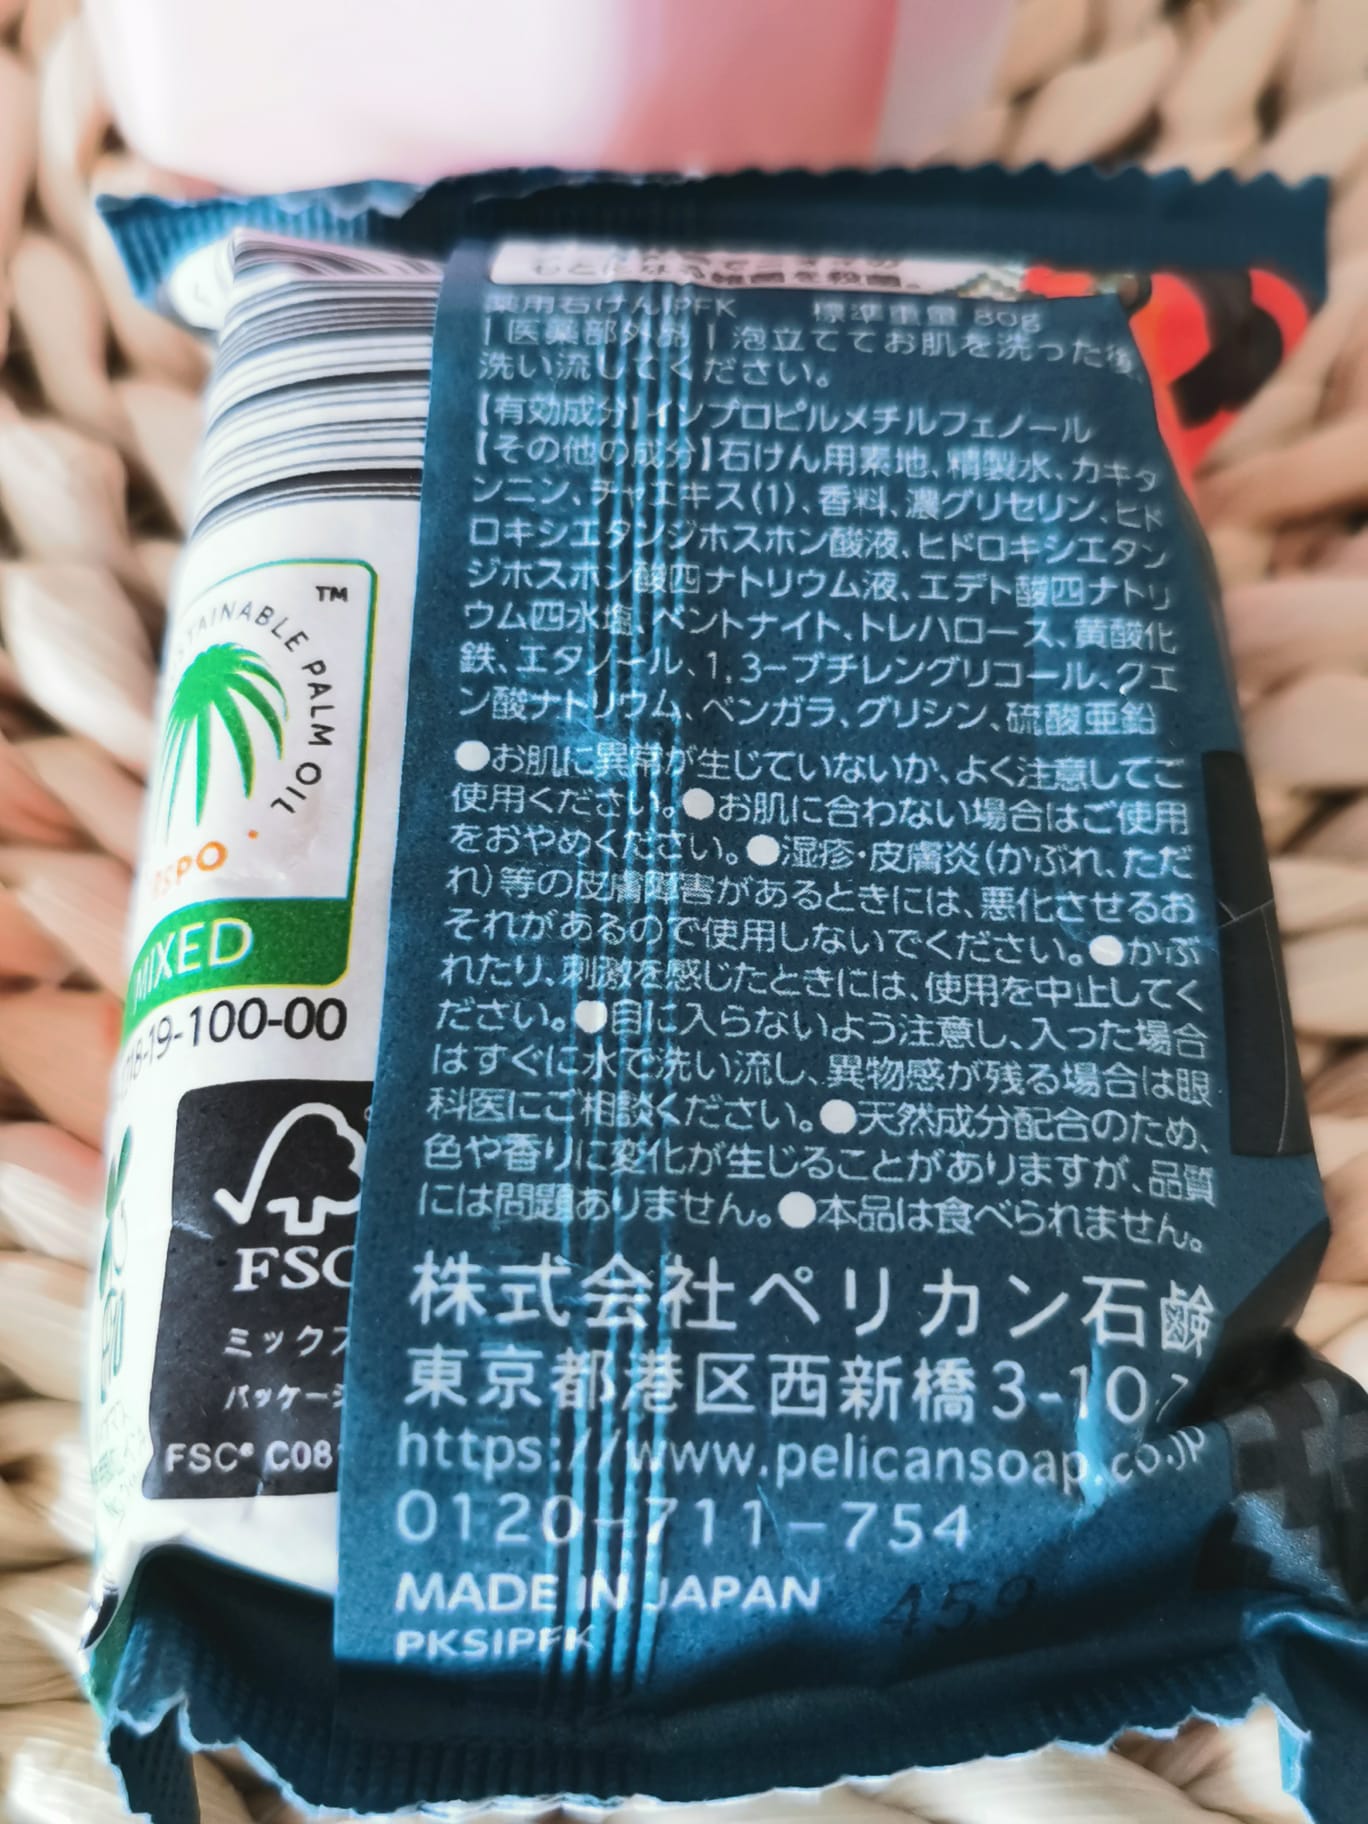 もとになる雑菌を殺菌。
薬用石けんIPFK 標準重量 80g
｜医薬部外品｜泡立ててお肌を洗った後、
洗い流してください。
【有効成分】イソプロピルメチルフェノール
【その他の成分】石けん用素地、精製水、カキタ
ンニン、チャエキス(1)、香料、濃グリセリン、ヒド
ロキシエタンジホスホン酸液、ヒドロキシエタン
ジホスホン酸四ナトリウム液、エデト酸四ナトリ
ウム四水塩、ベントナイト、トレハロース、黄酸化
鉄、エタノール、1,3−ブチレングリコール、クエ
ン酸ナトリウム、ベンガラ、グリシン、硫酸亜鉛
●お肌に異常が生じていないか、よく注意してご
使用ください。●お肌に合わない場合はご使用
をおやめください。●湿疹・皮膚炎(かぶれ、ただ
れ)等の皮膚障害があるときには、悪化させるお
それがあるので使用しないでください。●かぶ
れたり、刺激を感じたときには、使用を中止してく
ださい。●目に入らないよう注意し、入った場合
はすぐに水で洗い流し、異物感が残る場合は眼
科医にご相談ください。●天然成分配合のため、
色や香りに変化が生じることがありますが、品質
には問題ありません。●本品は食べられません。
株式会社ペリカン石鹸
東京都港区西新橋3-10
https://www.pelicansoap.co.jp
0120−711−754
MADE IN JAPAN
PKSIPFK
459
TM
SUSTAINABLE PALM OIL
RSPO
MIXED
18-19-100-00
FSC
ミックス
パッケージ
FSC® C08